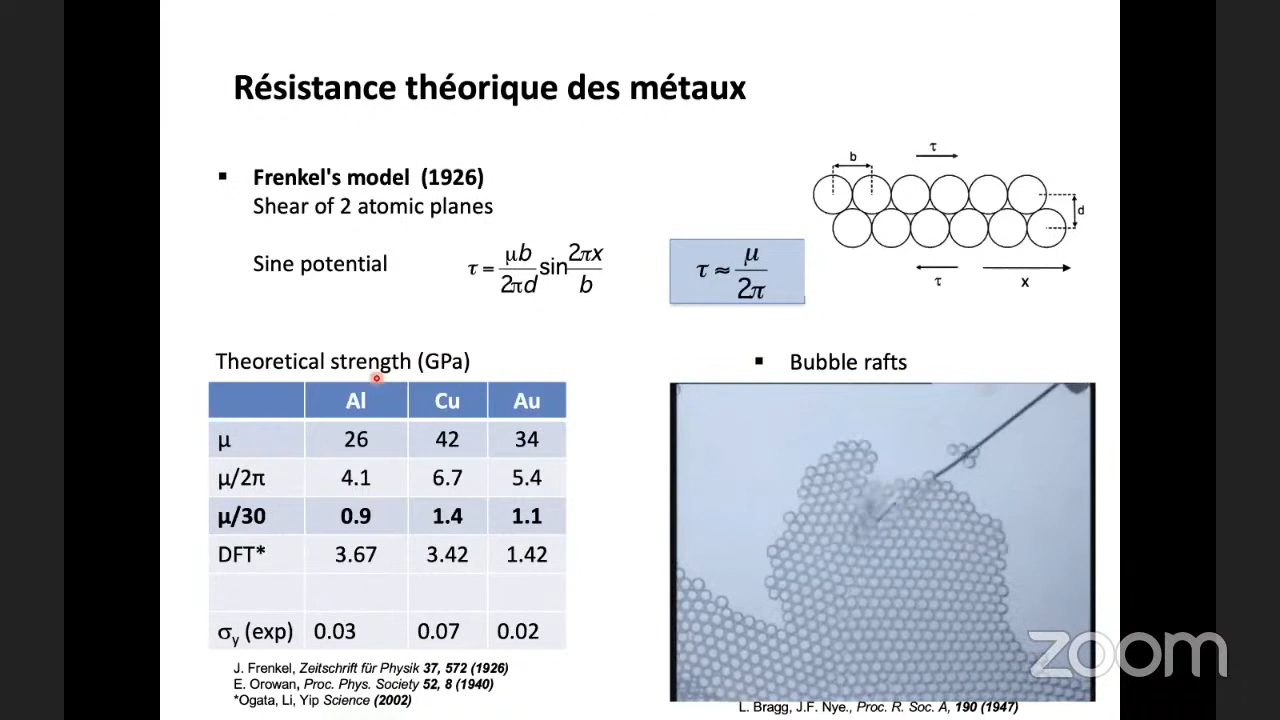 Résistance théorique des métaux
▪ Frenkel's model (1926)
Shear of 2 atomic planes
Sine potential
τ = μb/2πd sin 2πx/b
τ ≈ μ/2π
b
τ
d
τ
x
Theoretical strength (GPa)
Al Cu Au
μ 26 42 34
μ/2π 4.1 6.7 5.4
μ/30 0.9 1.4 1.1
DFT* 3.67 3.42 1.42
σy (exp) 0.03 0.07 0.02
J. Frenkel, Zeitschrift für Physik 37, 572 (1926)
E. Orowan, Proc. Phys. Society 52, 8 (1940)
*Ogata, Li, Yip Science (2002)
▪ Bubble rafts
L. Bragg, J.F. Nye., Proc. R. Soc. A, 190 (1947)
zoom